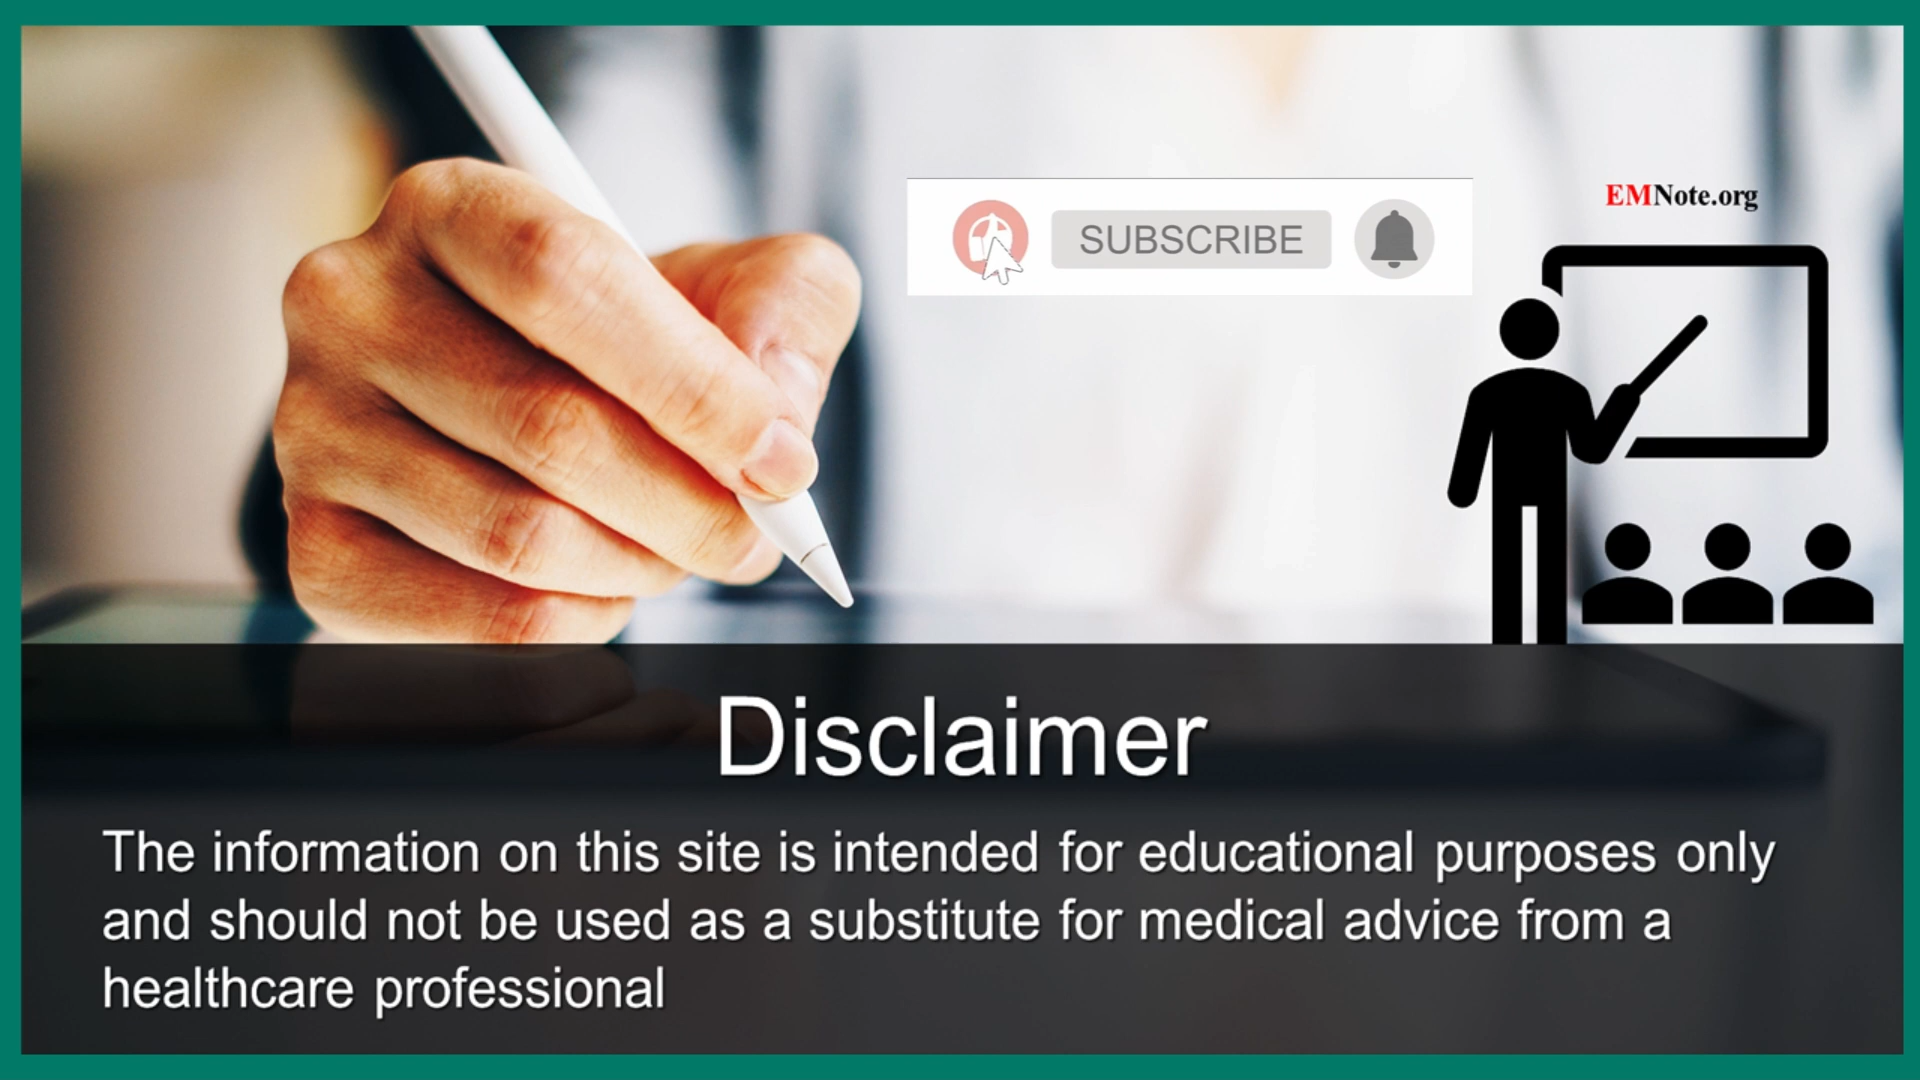 EMNote.org
SUBSCRIBE
Disclaimer
The information on this site is intended for educational purposes only
and should not be used as a substitute for medical advice from a
healthcare professional